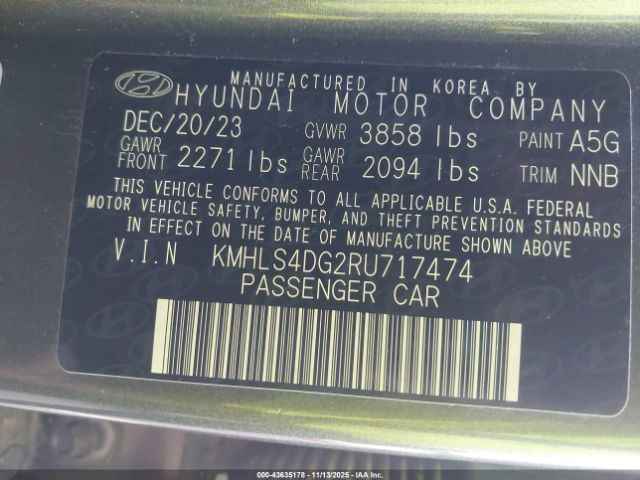 MANUFACTURED IN KOREA BY
HYUNDAI MOTOR COMPANY
DEC/20/23 GVWR 3858 lbs PAINT A5G
GAWR FRONT 2271 lbs GAWR REAR 2094 lbs TRIM NNB
THIS VEHICLE CONFORMS TO ALL APPLICABLE U.S.A. FEDERAL
MOTOR VEHICLE SAFETY, BUMPER, AND THEFT PREVENTION STANDARDS
IN EFFECT ON THE DATE OF MANUFACTURE SHOWN ABOVE
V.I.N KMHLS4DG2RU717474
PASSENGER CAR
000-43635178 - 11/13/2025 - IAAI.COM